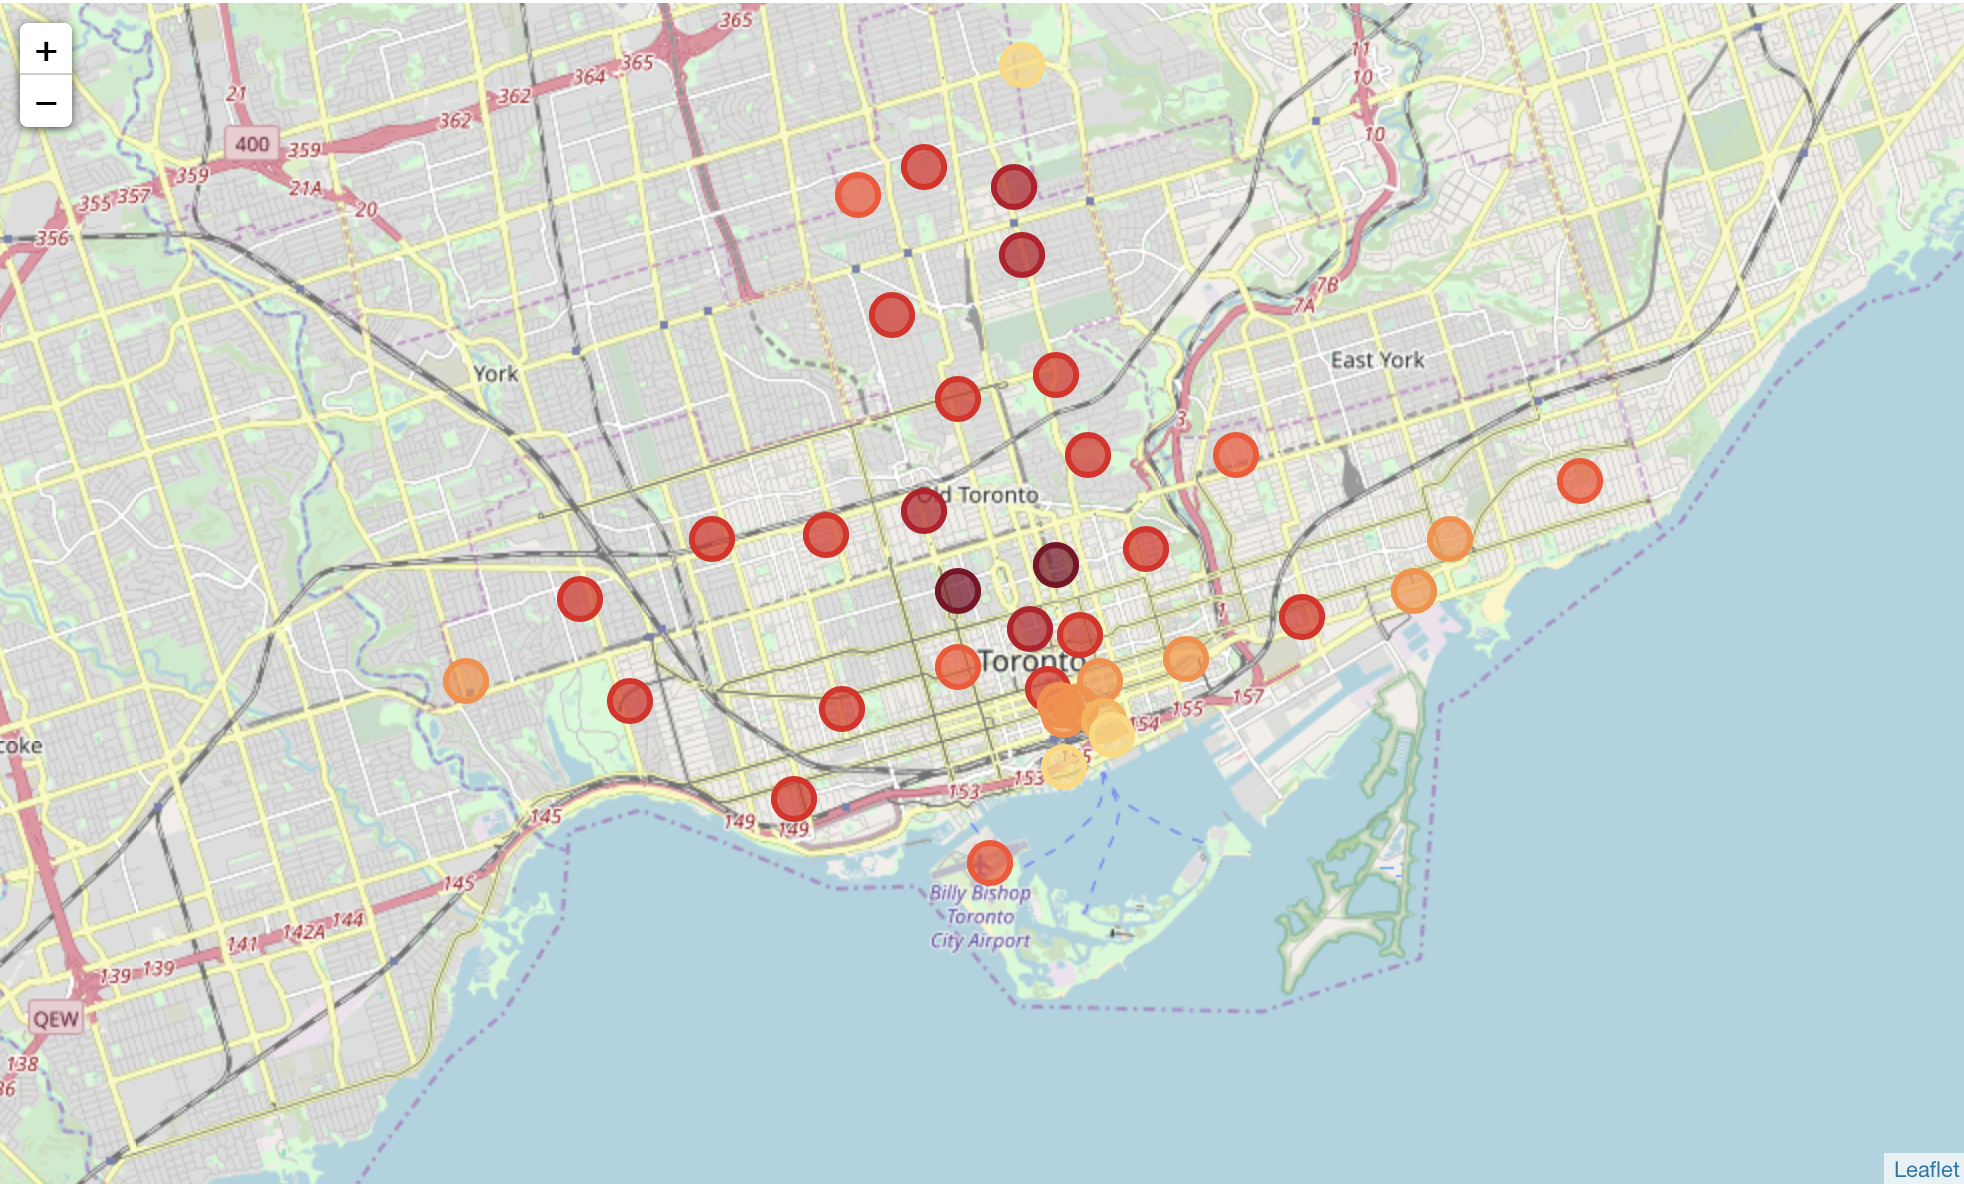 365
+
11
365
364
10
21
362
−
362
10
400
359
359
21A
357
355
20
356
7B
7A
East York
York
3
Old Toronto
1
Toronto
157
155
154
coke
153
153
145
149
149
145
Billy Bishop
Toronto
City Airport
144
142A
141
139
139
QEW
138
Leaflet